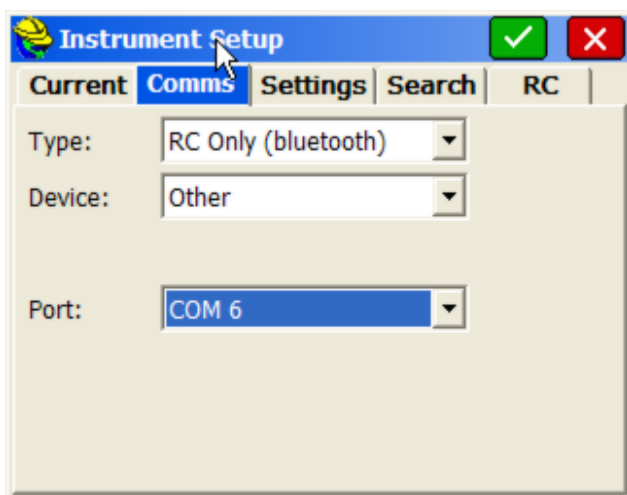 Instrument Setup
Current Comms Settings Search RC
Type: RC Only (bluetooth)
Device: Other
Port: COM 6